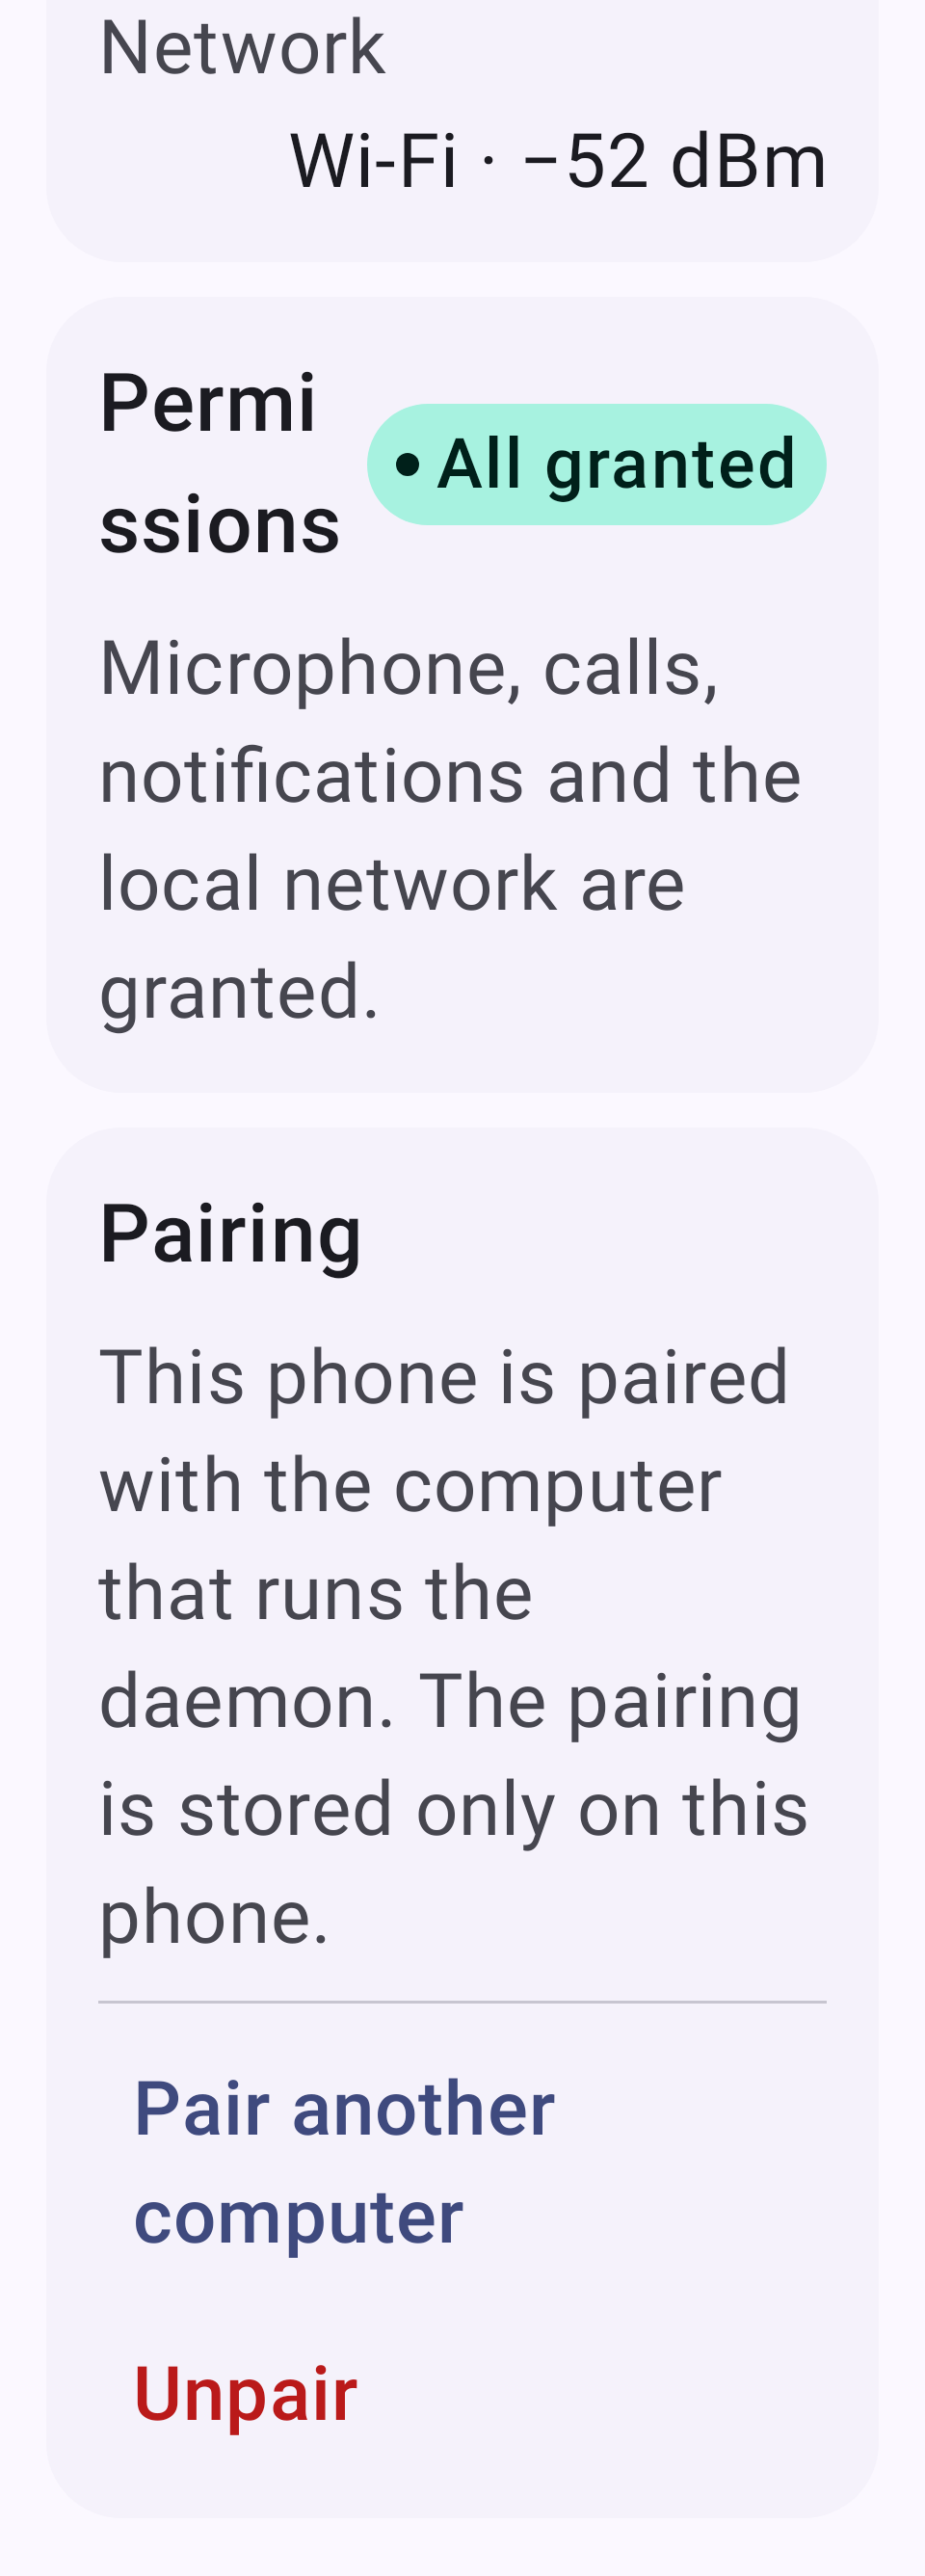 Network
Wi-Fi · −52 dBm
Permi
ssions
• All granted
Microphone, calls,
notifications and the
local network are
granted.
Pairing
This phone is paired
with the computer
that runs the
daemon. The pairing
is stored only on this
phone.
Pair another
computer
Unpair